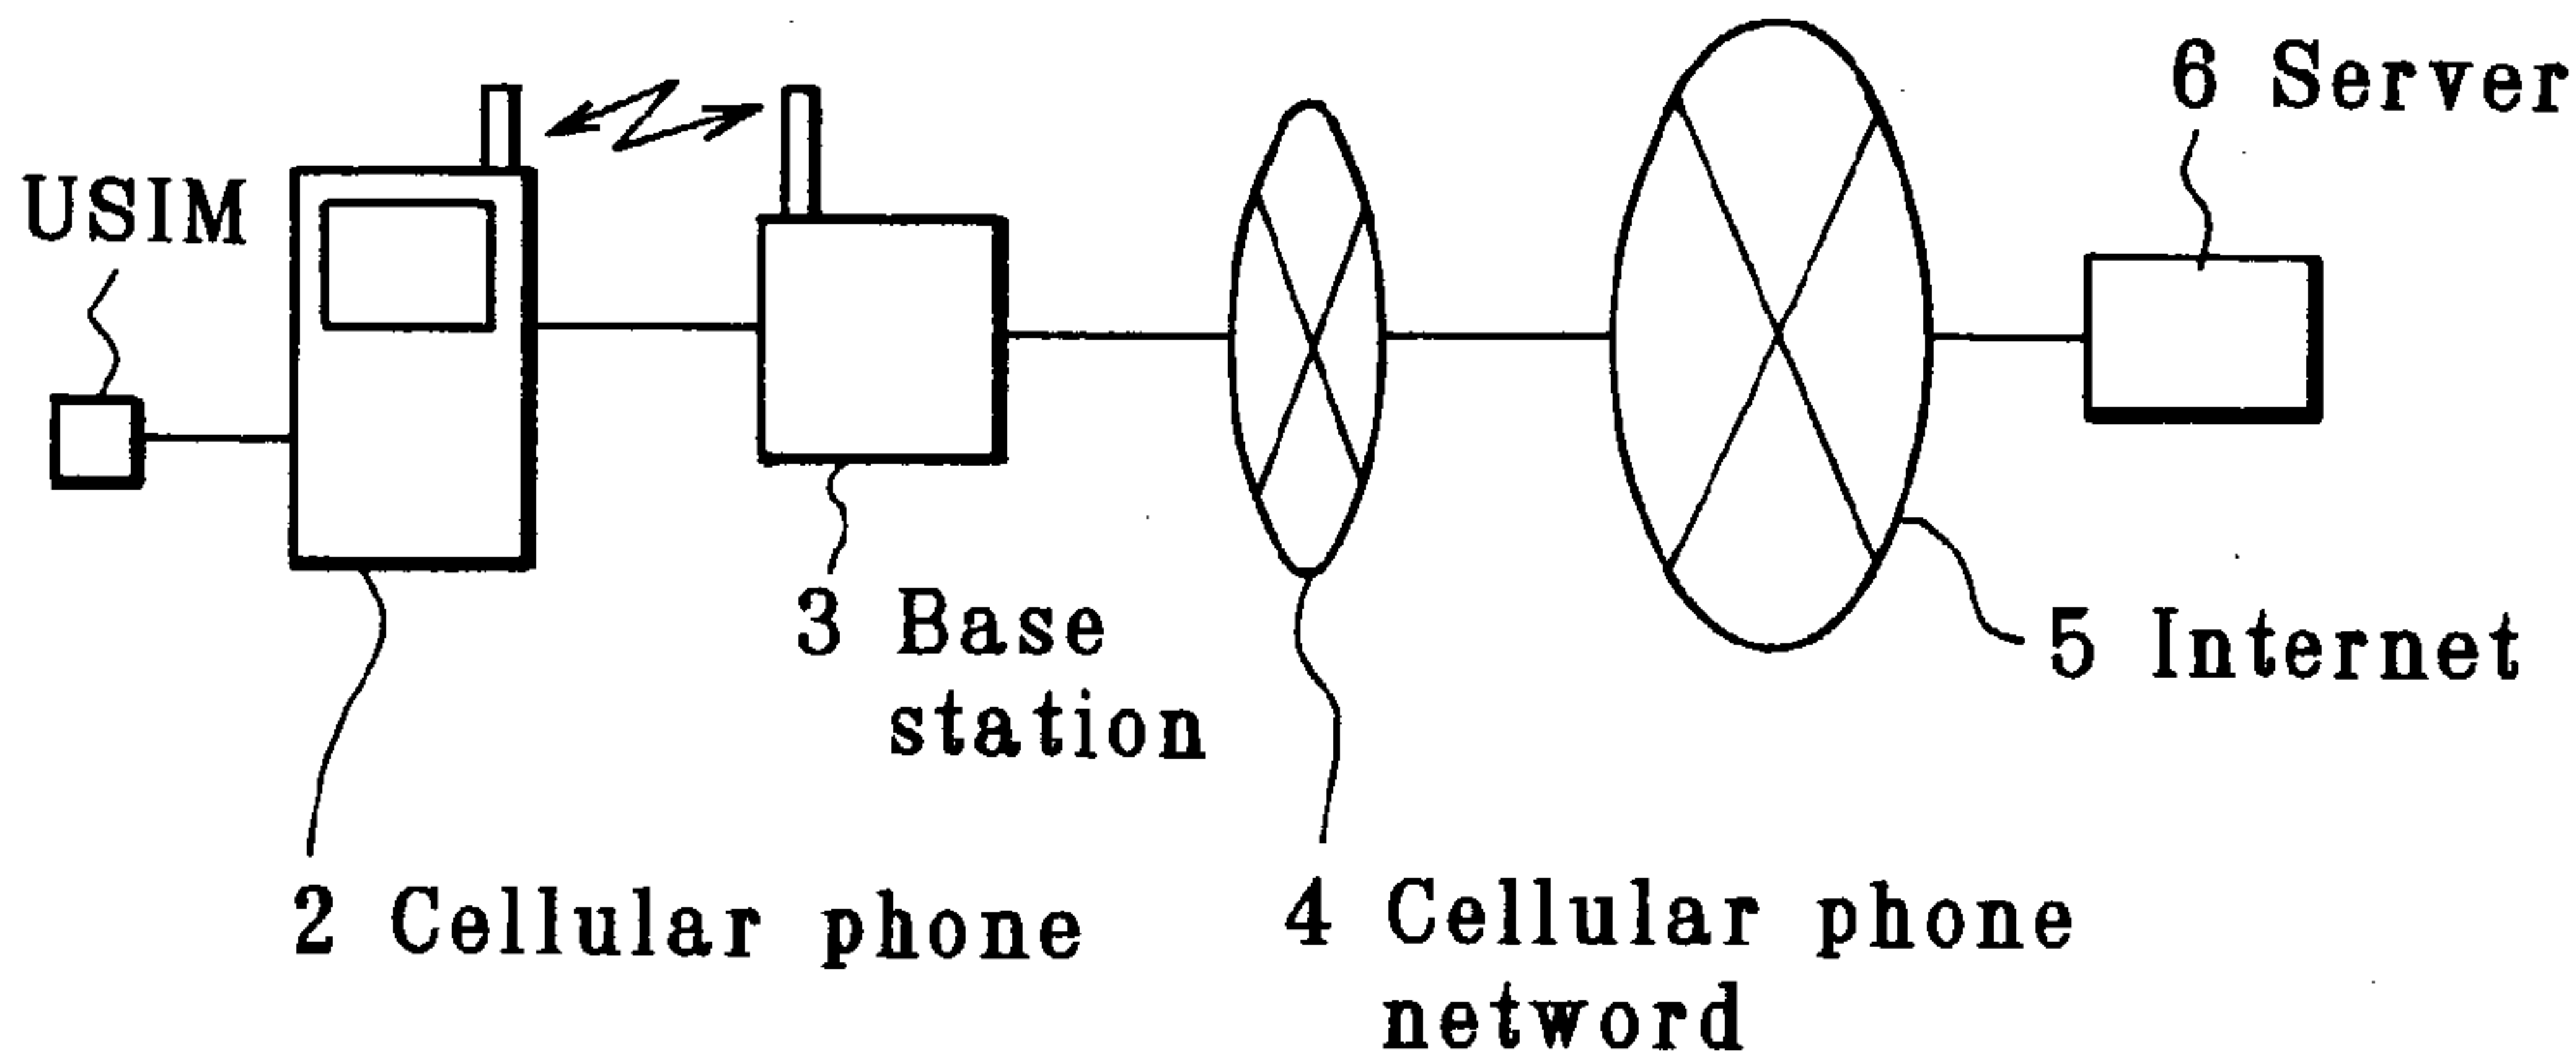 6 Server
USIM
3 Base
station
5 Internet
2 Cellular phone
4 Cellular phone
netword